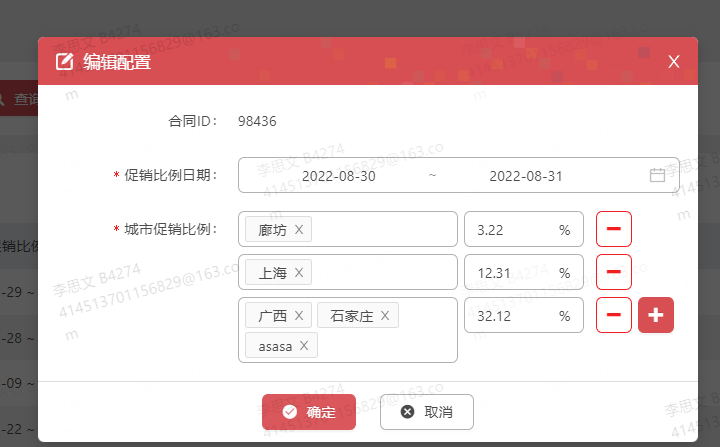 编辑配置 X
查询
合同ID： 98436
* 促销比例日期： 2022-08-30 ~ 2022-08-31
* 城市促销比例： 廊坊 X 3.22 %
促销比例
上海 X 12.31 %
-29 ~
广西 X 石家庄 X 32.12 %
-28 ~
asasa X
-09 ~
确定 取消
-22 ~
李思文 B4274
414513701156829@163.co
m